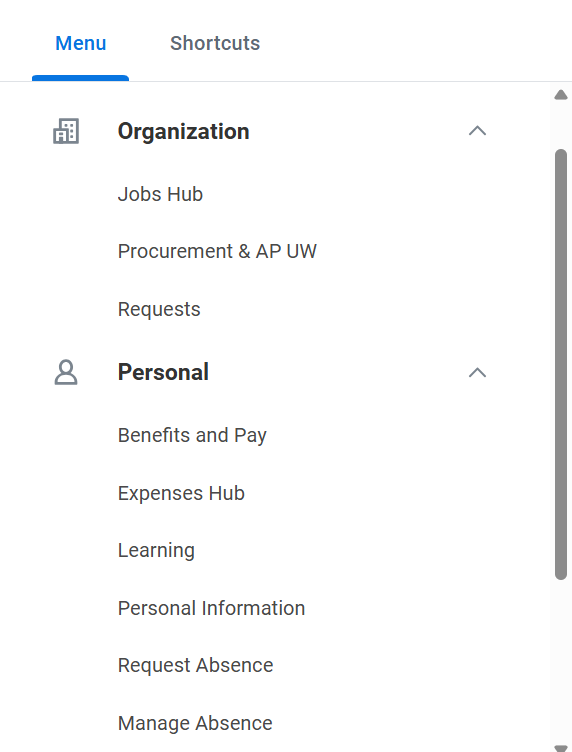 Menu
Shortcuts
Organization
Jobs Hub
Procurement & AP UW
Requests
Personal
Benefits and Pay
Expenses Hub
Learning
Personal Information
Request Absence
Manage Absence